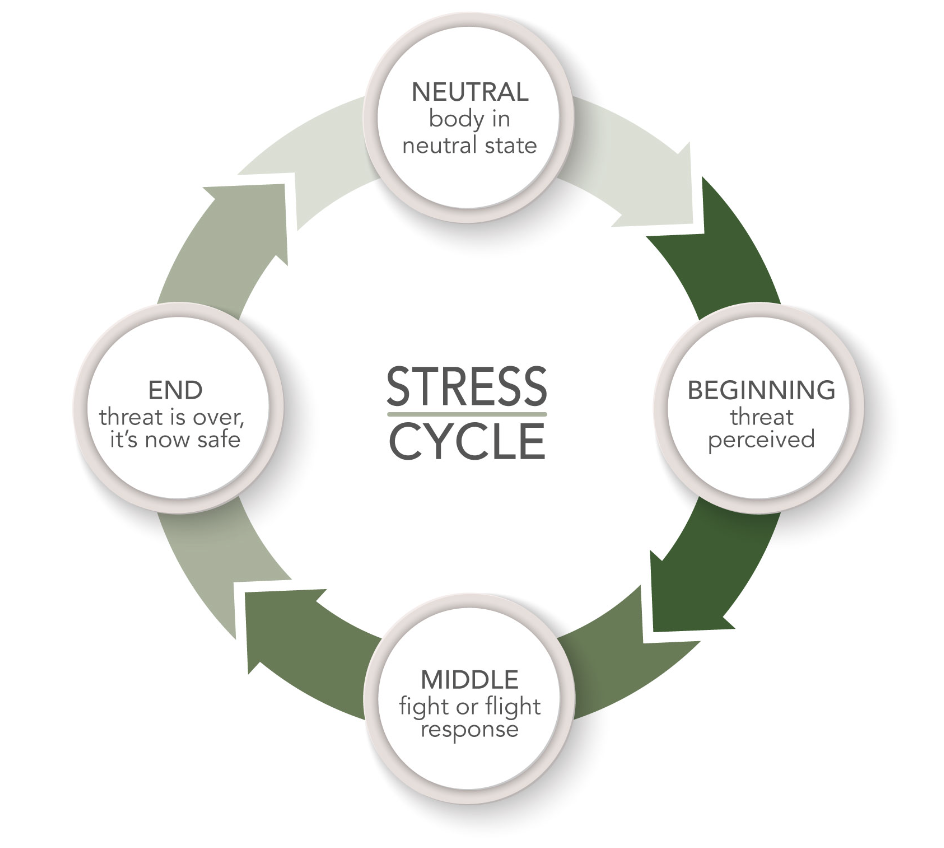 NEUTRAL
body in
neutral state
BEGINNING
threat
perceived
MIDDLE
fight or flight
response
END
threat is over,
it's now safe
STRESS
CYCLE